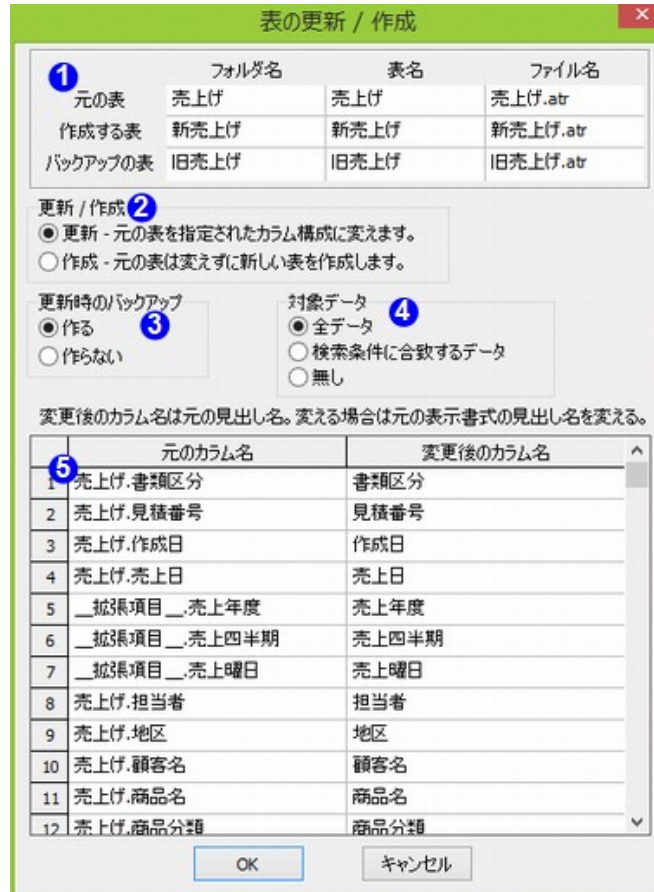 表の更新 / 作成
1
フォルダ名 表名 ファイル名
元の表 売上げ 売上げ 売上げ.atr
作成する表 新売上げ 新売上げ 新売上げ.atr
バックアップの表 旧売上げ 旧売上げ 旧売上げ.atr
更新 / 作成 2
更新 - 元の表を指定されたカラム構成に変えます。
作成 - 元の表は変えずに新しい表を作成します。
更新時のバックアップ 対象データ 4
作る 3 全データ
作らない 検索条件に合致するデータ
無し
変更後のカラム名は元の見出し名。変える場合は元の表示書式の見出し名を変える。
元のカラム名 変更後のカラム名
5
1 売上げ.書類区分 書類区分
2 売上げ.見積番号 見積番号
3 売上げ.作成日 作成日
4 売上げ.売上日 売上日
5 __拡張項目__.売上年度 売上年度
6 __拡張項目__.売上四半期 売上四半期
7 __拡張項目__.売上曜日 売上曜日
8 売上げ.担当者 担当者
9 売上げ.地区 地区
10 売上げ.顧客名 顧客名
11 売上げ.商品名 商品名
12 売上げ.商品分類 商品分類
OK キャンセル